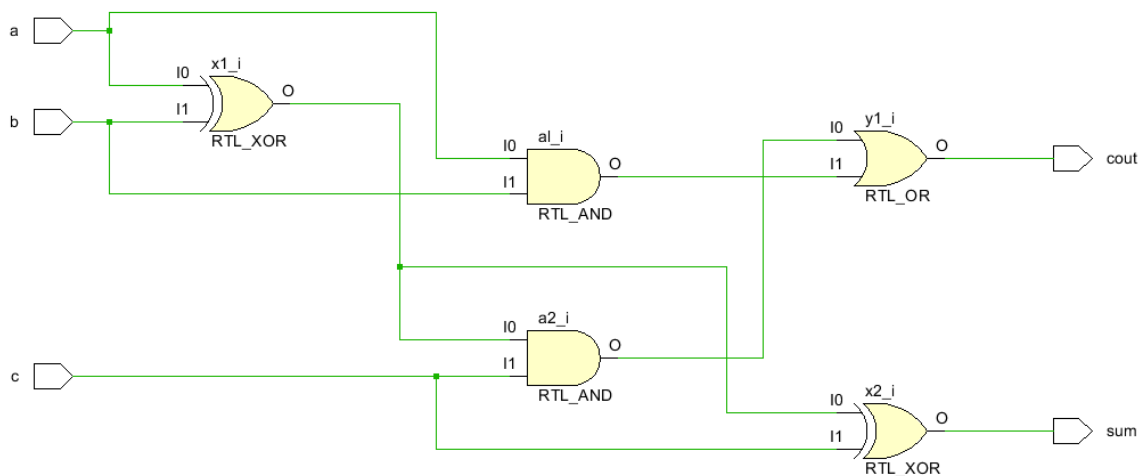 a
x1_i
I0
O
I1
RTL_XOR
b
al_i
I0
O
I1
RTL_AND
y1_i
I0
O
I1
RTL_OR
cout
a2_i
I0
O
I1
RTL_AND
c
x2_i
I0
O
I1
RTL_XOR
sum